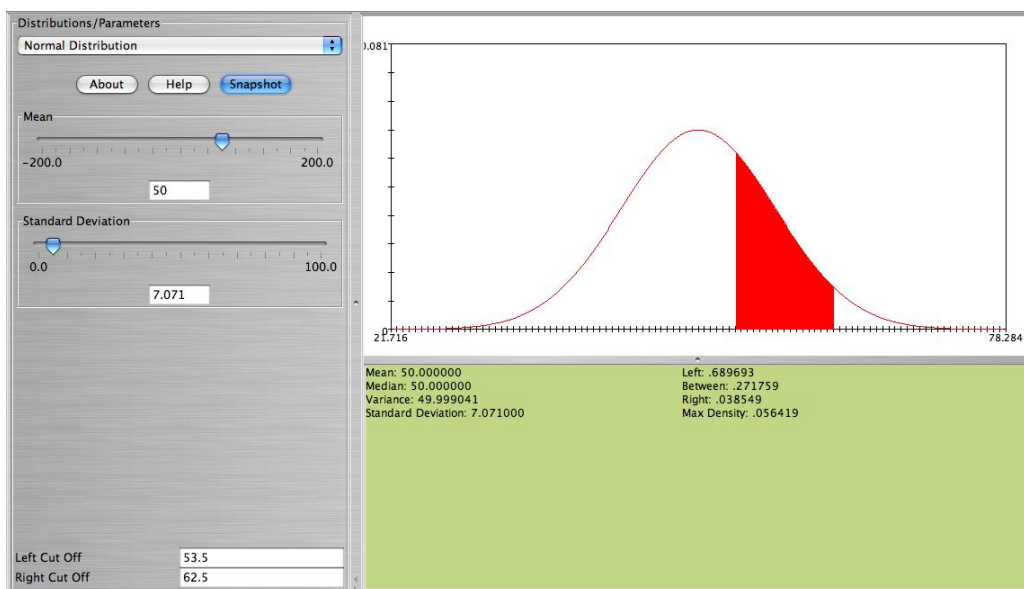 Distributions/Parameters
Normal Distribution
About Help Snapshot
Mean
-200.0 200.0
50
Standard Deviation
0.0 100.0
7.071
Left Cut Off 53.5
Right Cut Off 62.5
0.081
0
21.716 78.284
Mean: 50.000000 Left: .689693
Median: 50.000000 Between: .271759
Variance: 49.999041 Right: .038549
Standard Deviation: 7.071000 Max Density: .056419